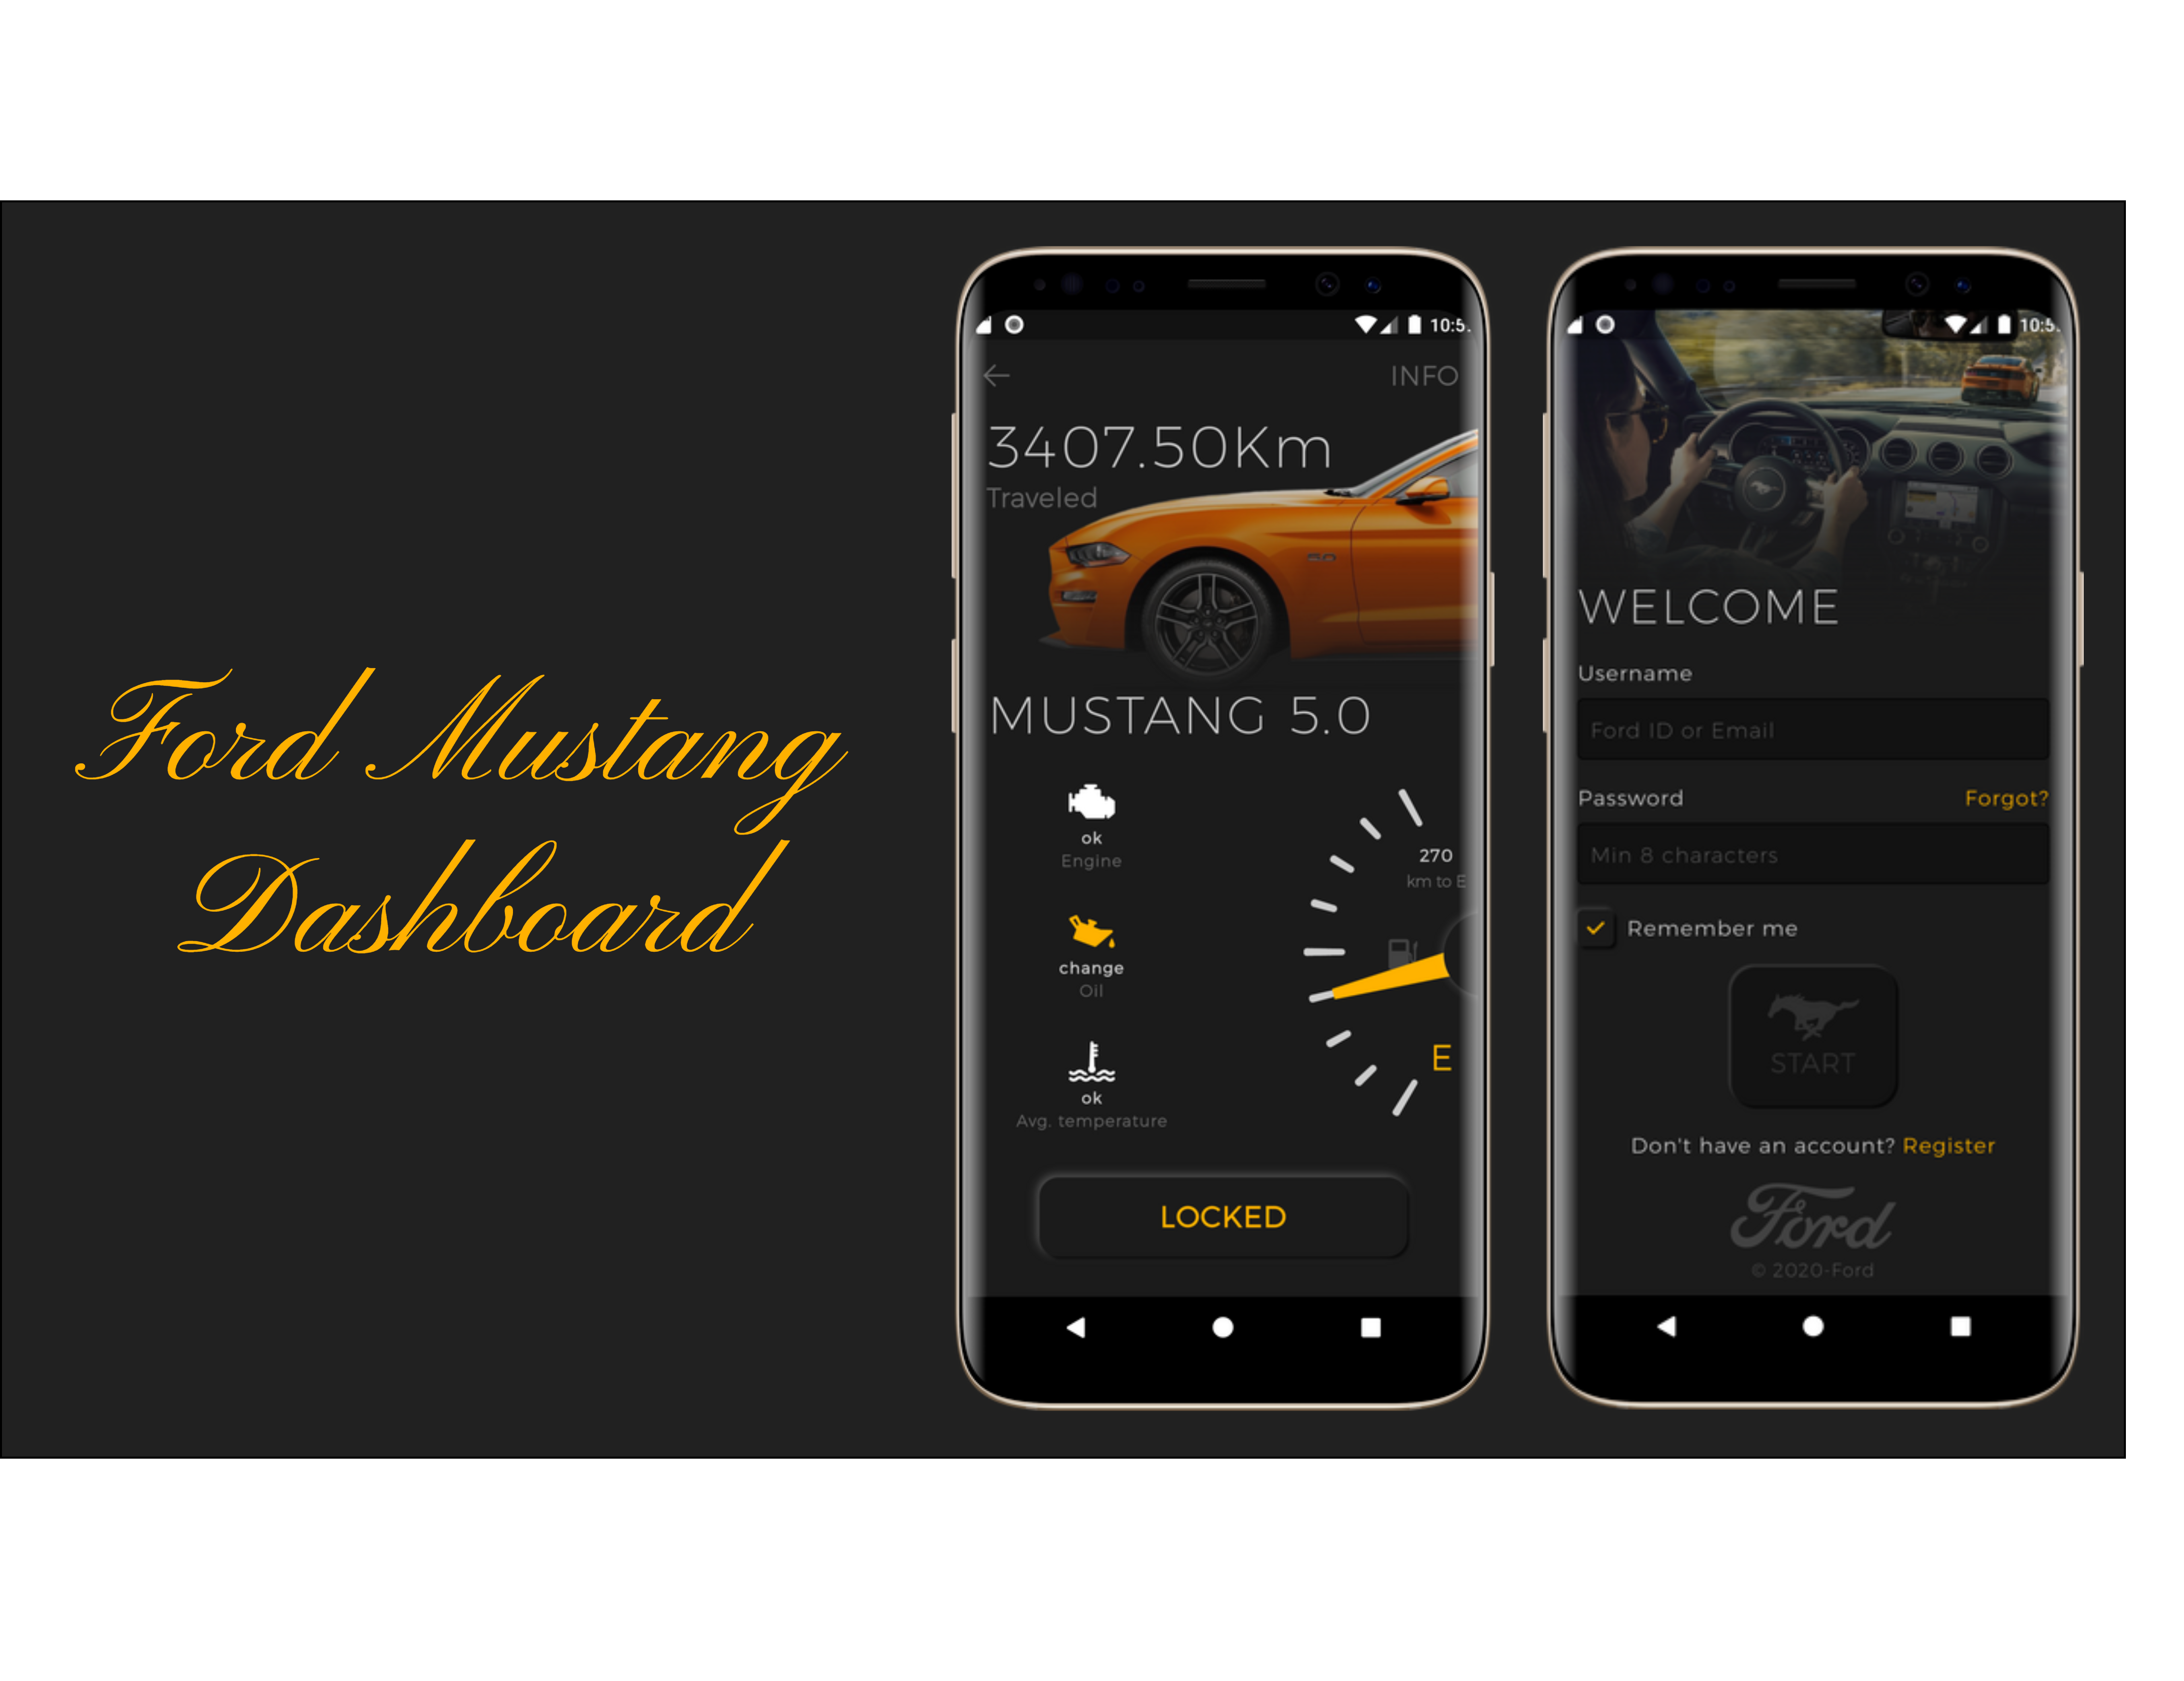 Ford Mustang
Dashboard
10:5.
INFO
3407.50Km
Traveled
5.0
MUSTANG 5.0
ok
Engine
change
Oil
ok
Avg. temperature
270
km to E
E
LOCKED
10:5.
WELCOME
Username
Ford ID or Email
Password Forgot?
Min 8 characters
Remember me
START
Don't have an account? Register
Ford
© 2020-Ford